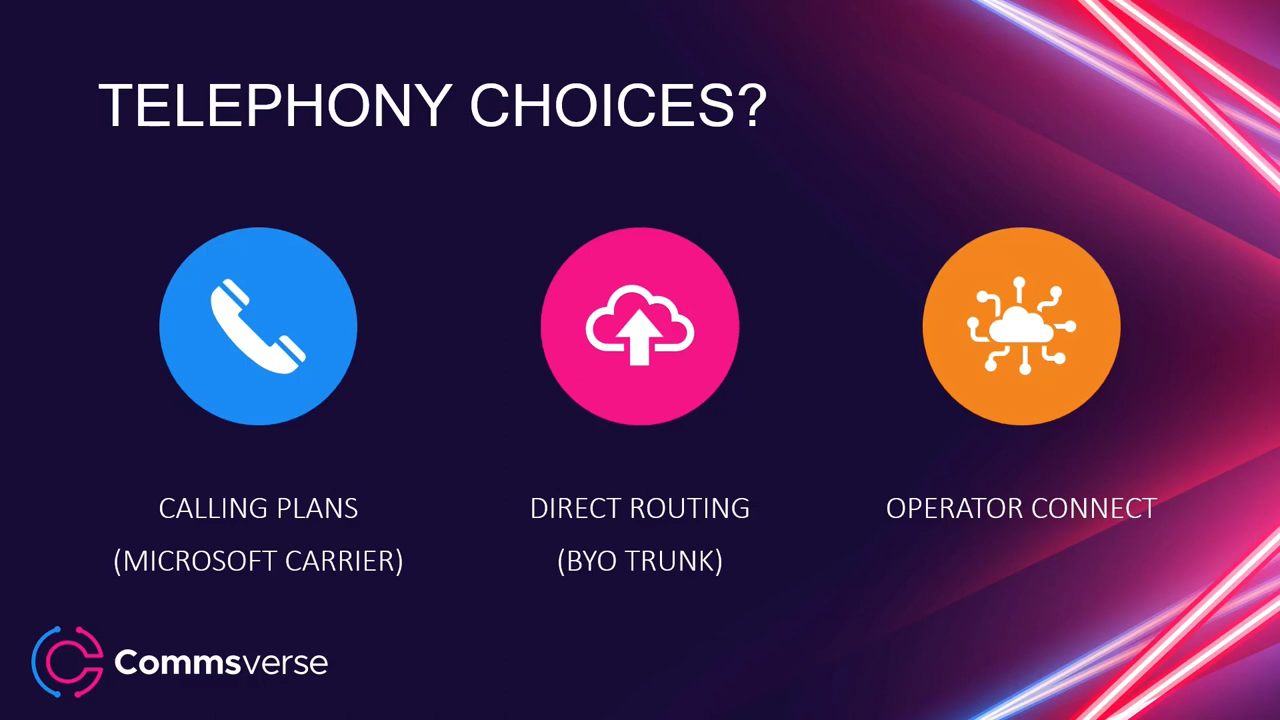 TELEPHONY CHOICES?
CALLING PLANS
(MICROSOFT CARRIER)
DIRECT ROUTING
(BYO TRUNK)
OPERATOR CONNECT
Commsverse